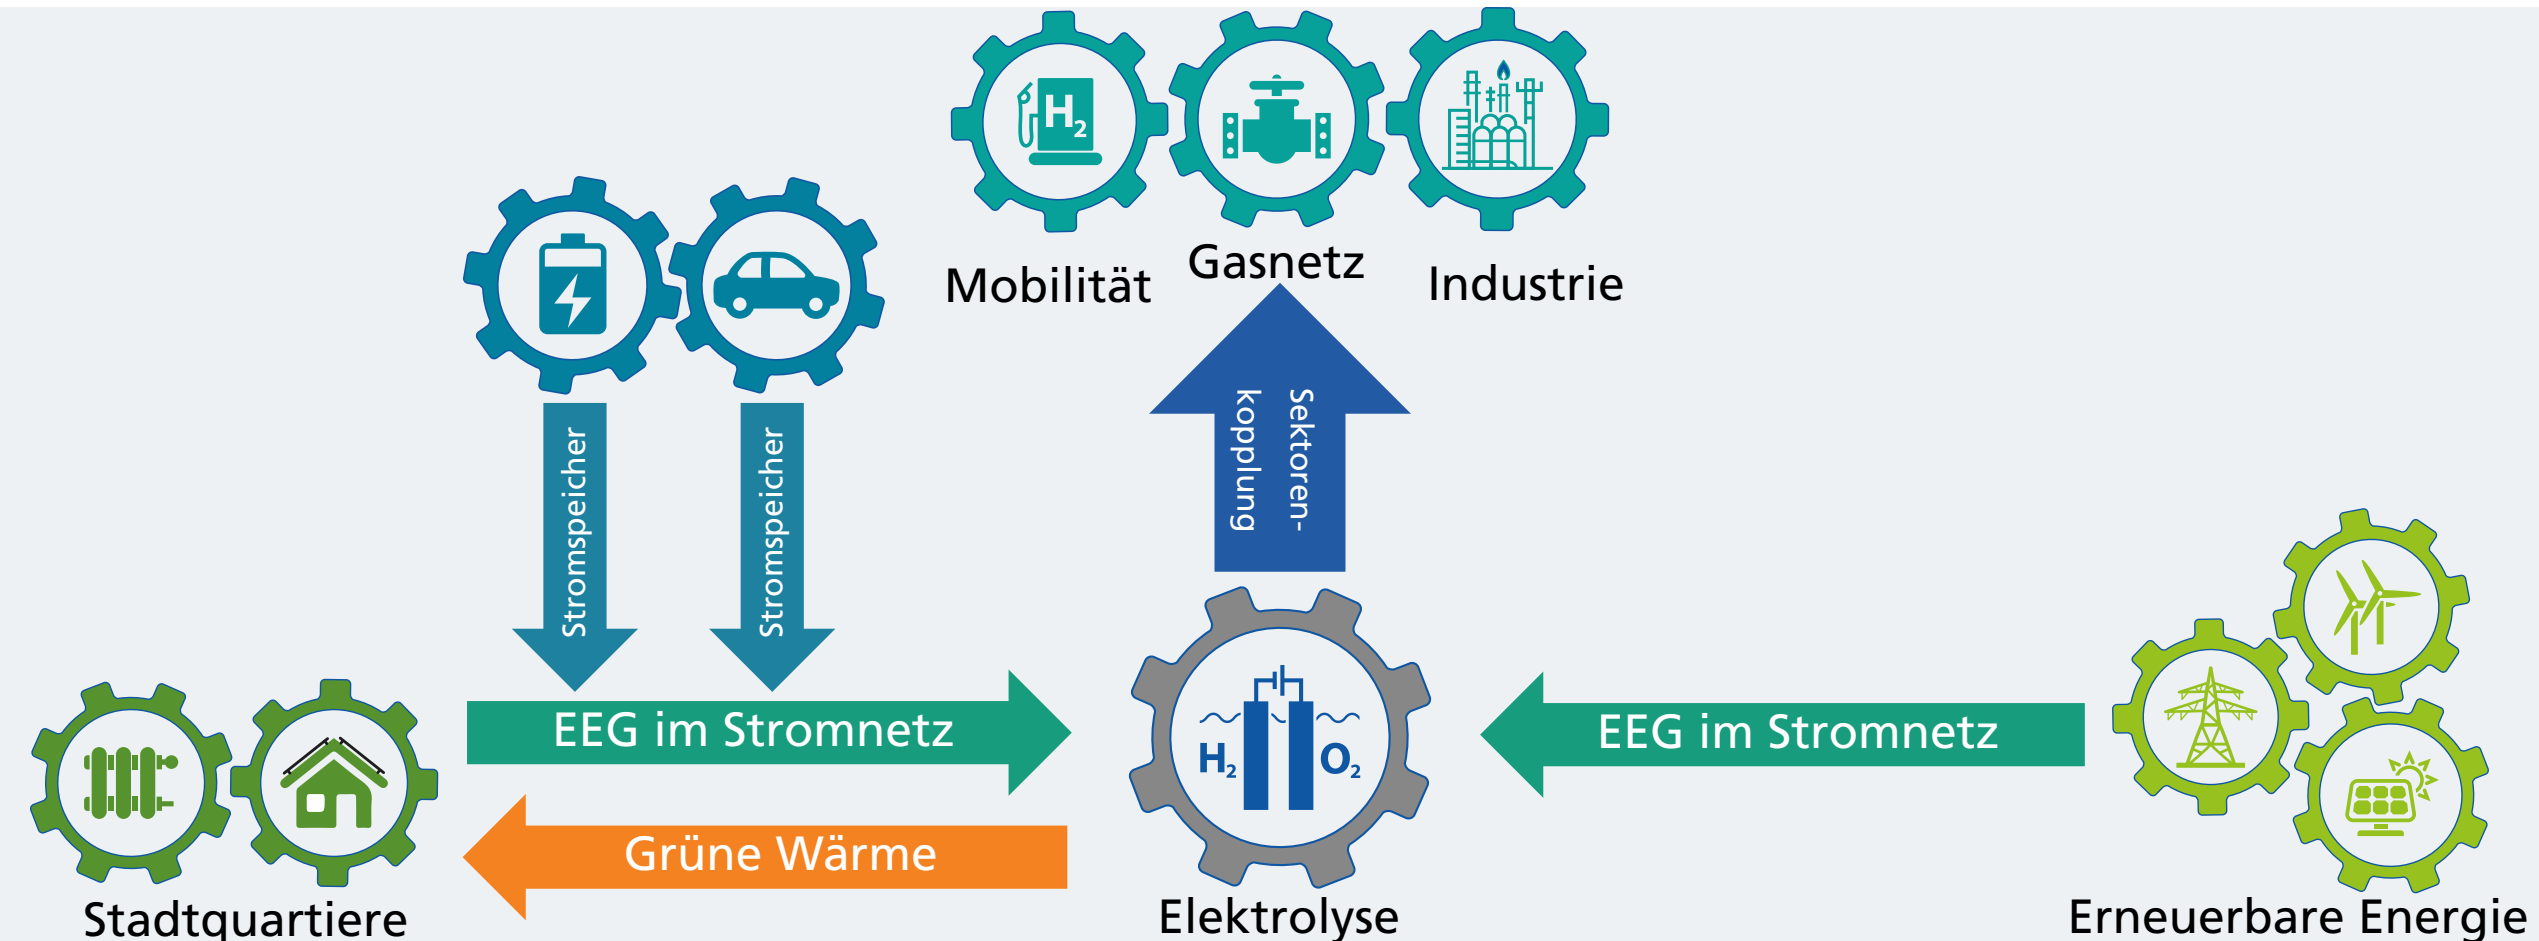 H₂
Mobilität
Gasnetz
Industrie
Stromspeicher
Stromspeicher
Sektoren-
kopplung
EEG im Stromnetz
Grüne Wärme
H₂
O₂
EEG im Stromnetz
Stadtquartiere
Elektrolyse
Erneuerbare Energie